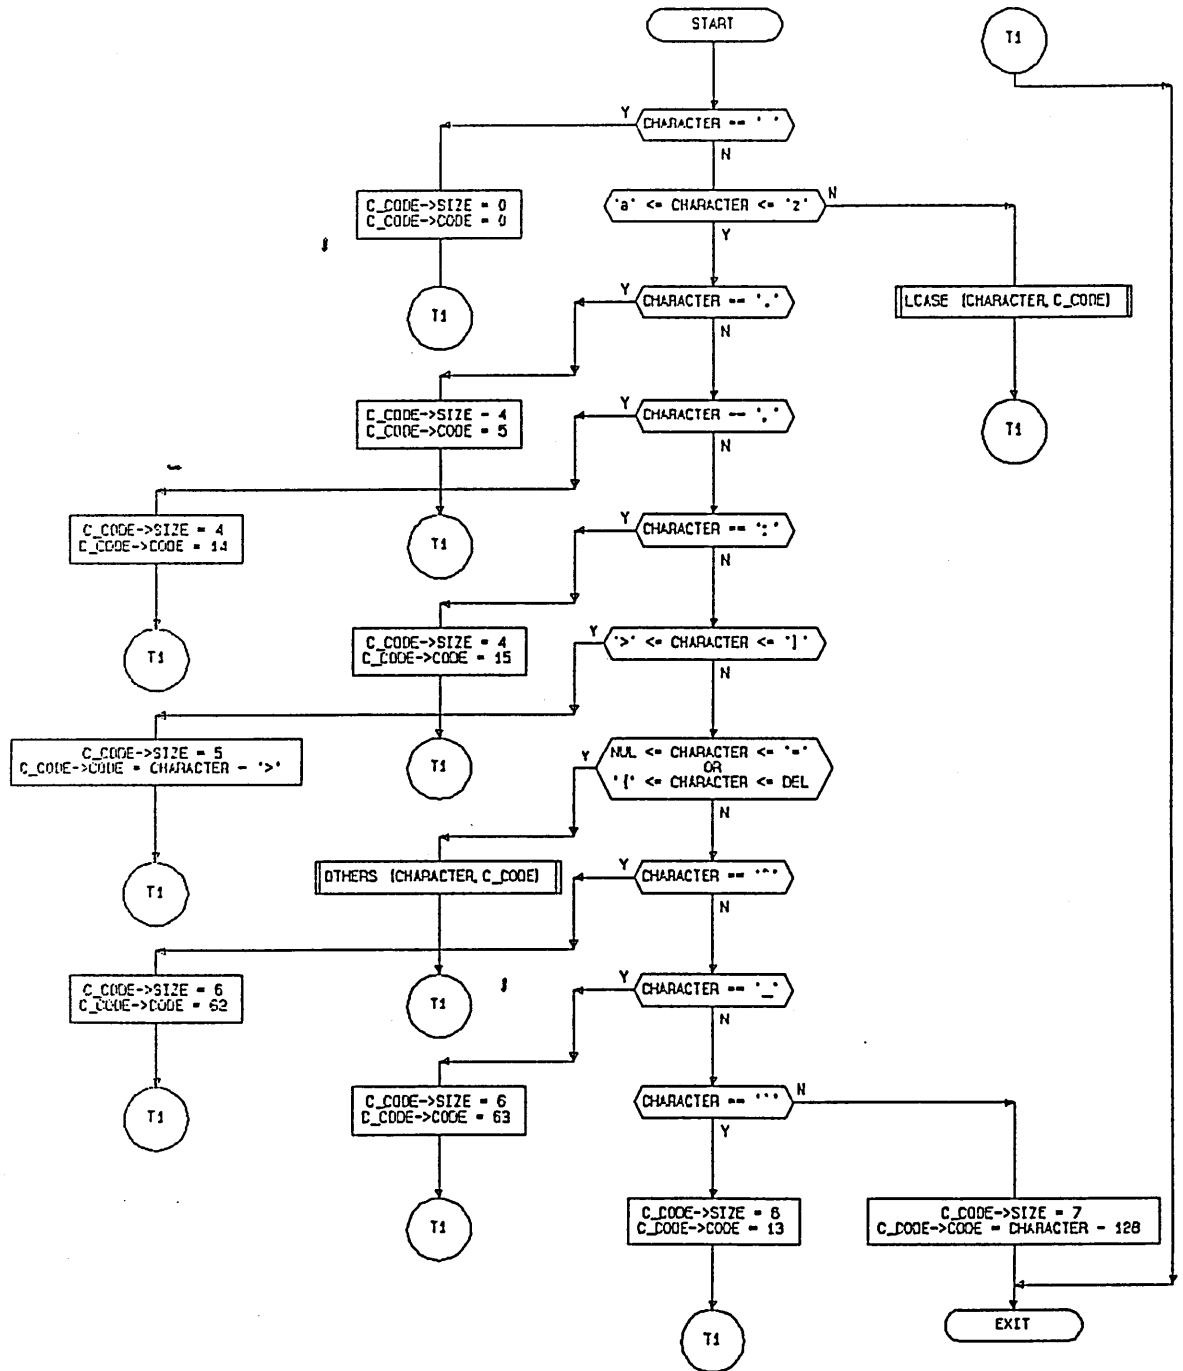 START
T1
Y
CHARACTER == ' '
N
C_CODE->SIZE = 0
C_CODE->CODE = 0
'a' <= CHARACTER <= 'z'
N
Y
T1
Y
CHARACTER == '.'
N
LCASE (CHARACTER, C_CODE)
C_CODE->SIZE = 4
C_CODE->CODE = 5
Y
CHARACTER == ','
N
T1
C_CODE->SIZE = 4
C_CODE->CODE = 14
T1
Y
CHARACTER == ':'
N
T1
C_CODE->SIZE = 4
C_CODE->CODE = 15
Y
'>' <= CHARACTER <= ']'
N
C_CODE->SIZE = 5
C_CODE->CODE = CHARACTER - '>'
T1
Y
NUL <= CHARACTER <= '='
OR
'{' <= CHARACTER <= DEL
N
T1
OTHERS (CHARACTER, C_CODE)
Y
CHARACTER == '^'
N
C_CODE->SIZE = 6
C_CODE->CODE = 62
T1
Y
CHARACTER == '_'
N
T1
C_CODE->SIZE = 6
C_CODE->CODE = 63
CHARACTER == '`'
N
Y
T1
C_CODE->SIZE = 6
C_CODE->CODE = 13
C_CODE->SIZE = 7
C_CODE->CODE = CHARACTER - 128
T1
EXIT